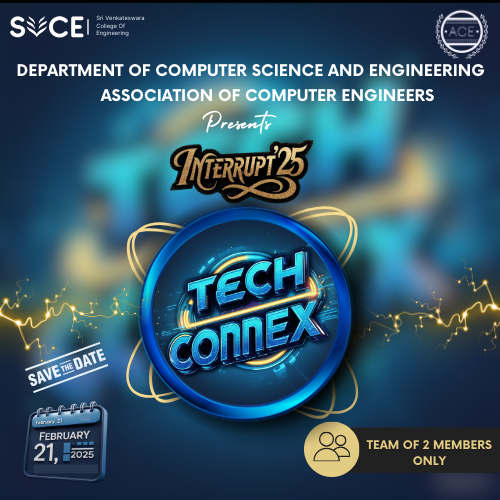 SVCE
Sri Venkateswara
College Of
Engineering
ACE
DEPARTMENT OF COMPUTER SCIENCE AND ENGINEERING
ASSOCIATION OF COMPUTER ENGINEERS
Presents
INTERRUPT'25
TECH
CONNEX
SAVE THE DATE
february 21
FEBRUARY
21,
2025
TEAM OF 2 MEMBERS
ONLY